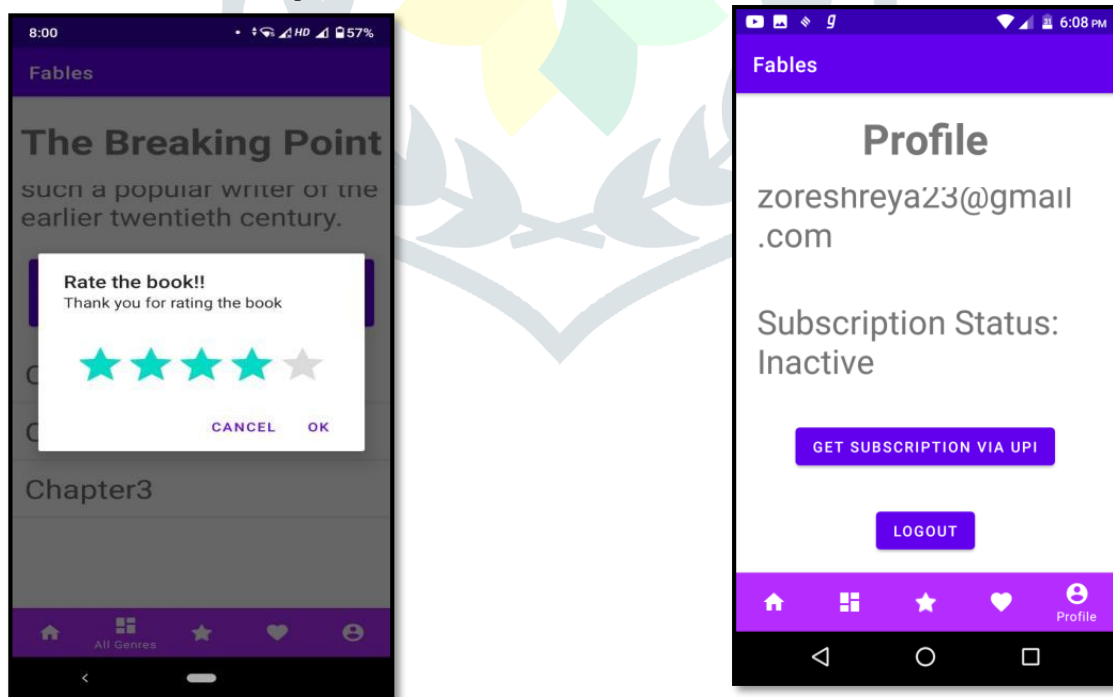 8:00
HD
57%
Fables
The Breaking Point
such a popular writer of the
earlier twentieth century.
Rate the book!!
Thank you for rating the book
C
CANCEL OK
C
Chapter3
All Genres
g
31
6:08 PM
Fables
Profile
zoreshreya23@gmail
.com
Subscription Status:
Inactive
GET SUBSCRIPTION VIA UPI
LOGOUT
Profile